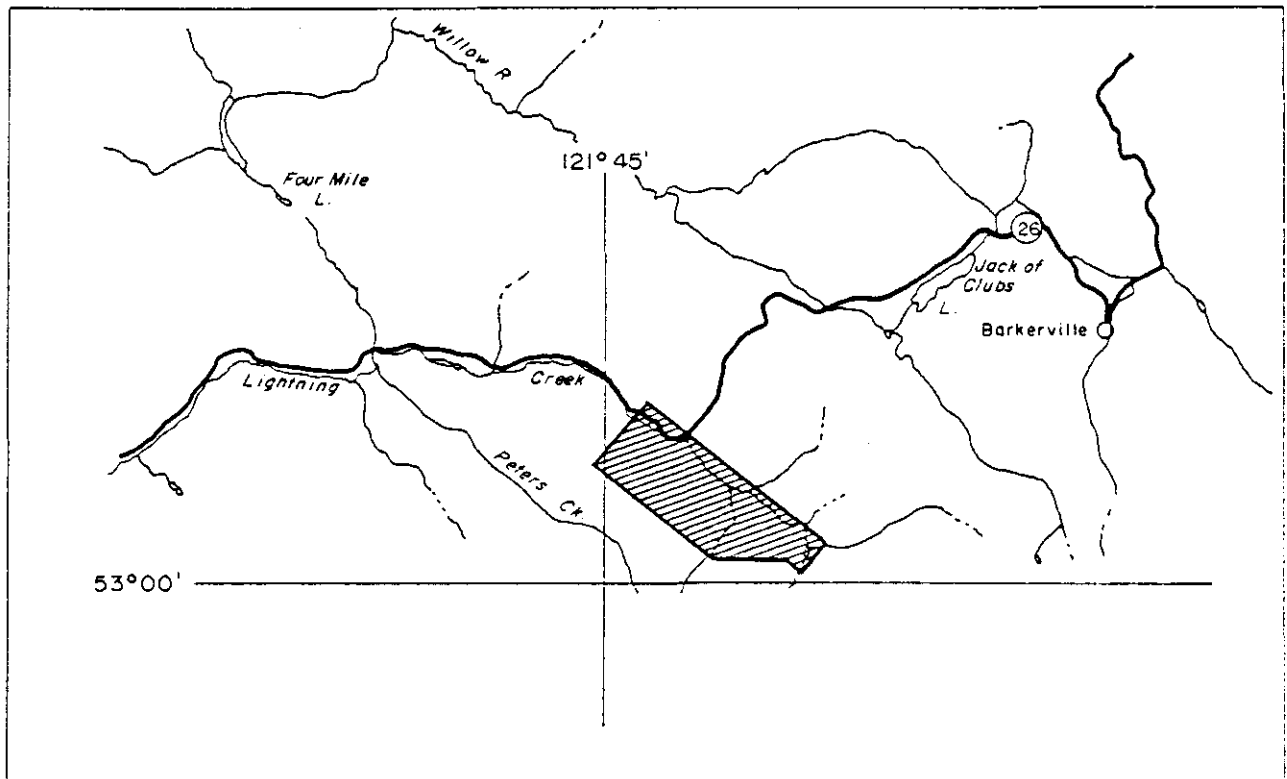 Willow R
121° 45'
Four Mile
L.
26
Jack of
Clubs
L.
Barkerville
Lightning
Creek
Peters Ck.
53°00'